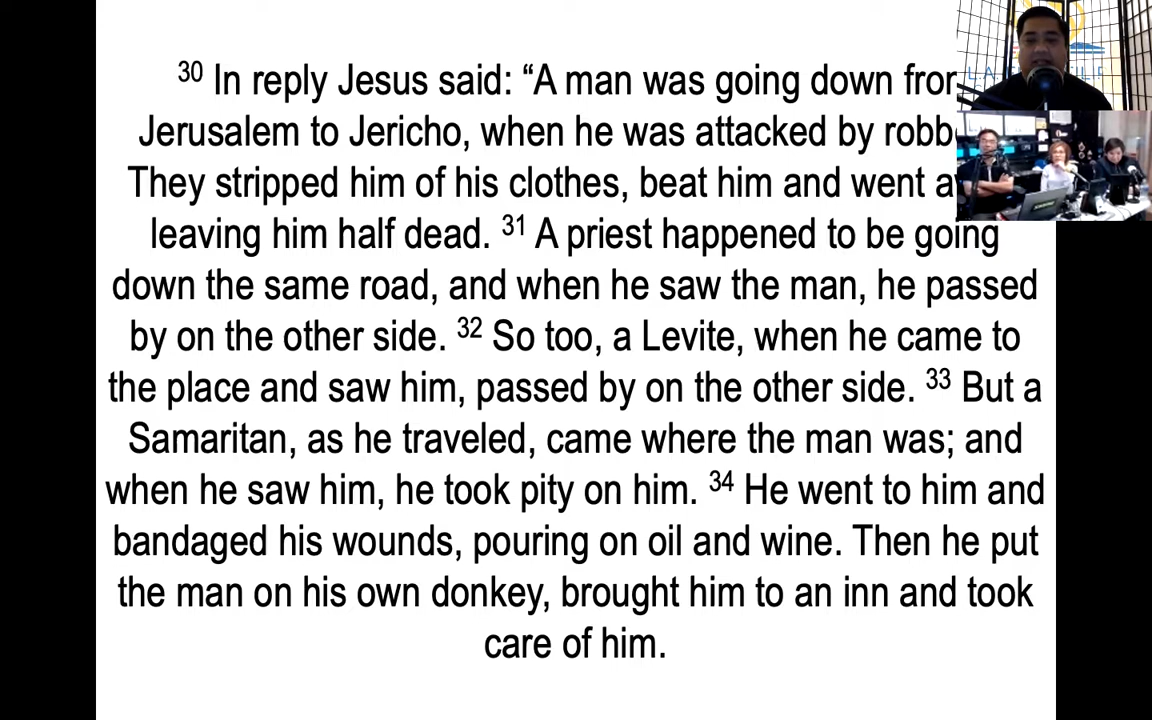 30 In reply Jesus said: “A man was going down
Jerusalem to Jericho, when he was attacked by
They stripped him of his clothes, beat him and went
leaving him half dead. 31 A priest happened to be going
down the same road, and when he saw the man, he passed
by on the other side. 32 So too, a Levite, when he came to
the place and saw him, passed by on the other side. 33 But a
Samaritan, as he traveled, came where the man was; and
when he saw him, he took pity on him. 34 He went to him and
bandaged his wounds, pouring on oil and wine. Then he put
the man on his own donkey, brought him to an inn and took
care of him.